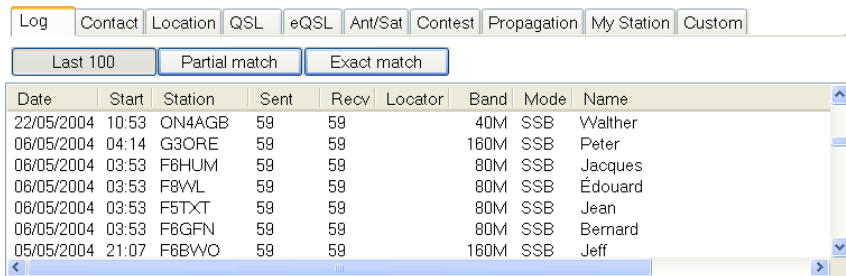 Log Contact Location QSL eQSL Ant/Sat Contest Propagation My Station Custom
Last 100 Partial match Exact match
Date Start Station Sent Recv Locator Band Mode Name
22/05/2004 10:53 ON4AGB 59 59 40M SSB Walther
06/05/2004 04:14 G3ORE 59 59 160M SSB Peter
06/05/2004 03:53 F6HUM 59 59 80M SSB Jacques
06/05/2004 03:53 F8WL 59 59 80M SSB Édouard
06/05/2004 03:53 F5TXT 59 59 80M SSB Jean
06/05/2004 03:53 F6GFN 59 59 80M SSB Bernard
05/05/2004 21:07 F6BWO 59 59 160M SSB Jeff